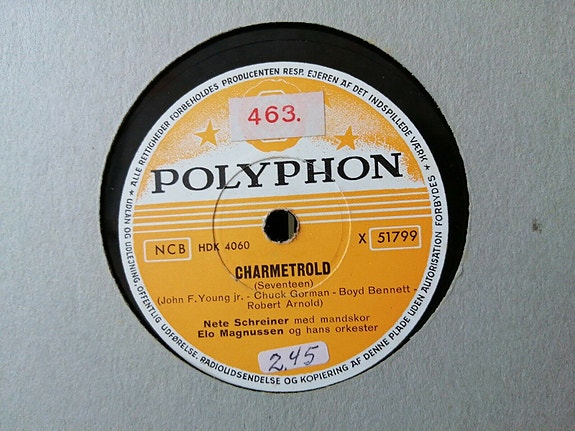 ★ ALLE RETTIGHEDER FORBEHOLDES PRODUCENTEN RESP. EJEREN AF DET INDSPILLEDE VÆRK ★ UDLAN OG UDLEJNING, OFFENTLIG UDFØRELSE, RADIOUDSENDELSE OG KOPIERING AF DENNE PLADE UDEN AUTORISATION FORBYDES
463.
POLYPHON
NCB HDK 4060 X 51799
CHARMETROLD
(Seventeen)
(John F. Young jr. - Chuck Gorman - Boyd Bennett -
Robert Arnold)
Nete Schreiner med mandskor
Elo Magnussen og hans orkester
2.45